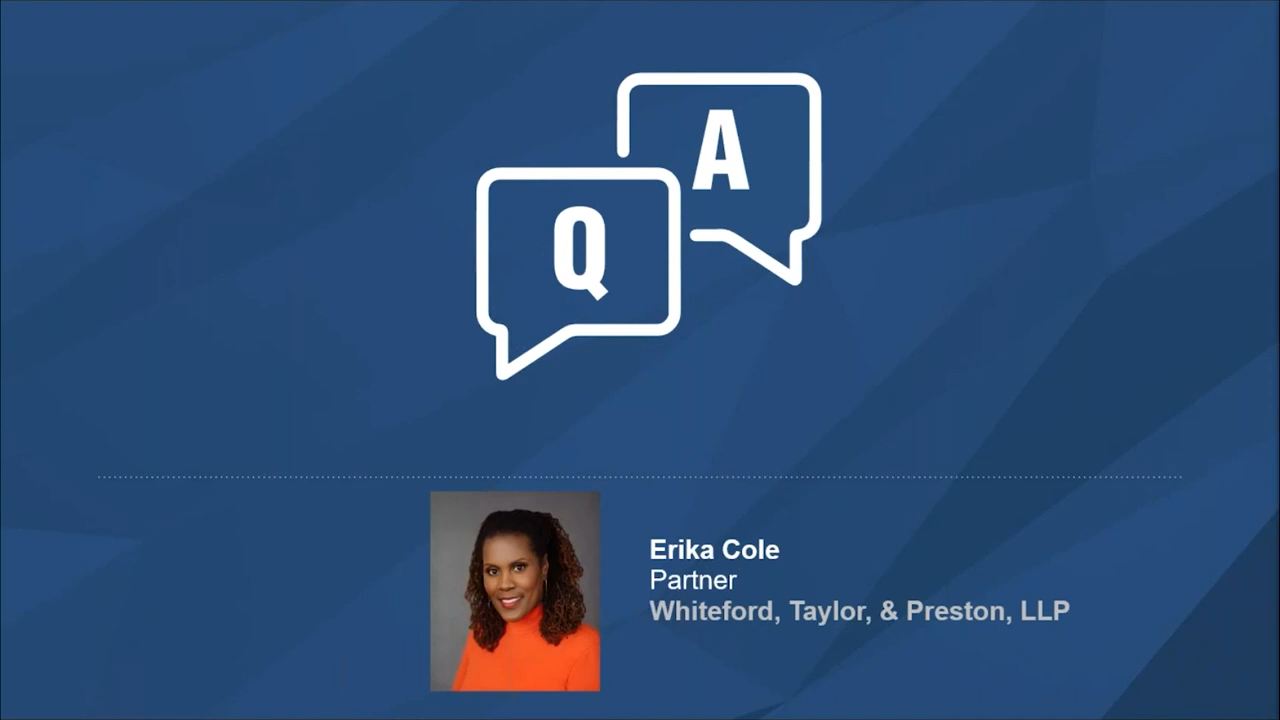 A
Q
Erika Cole
Partner
Whiteford, Taylor, & Preston, LLP